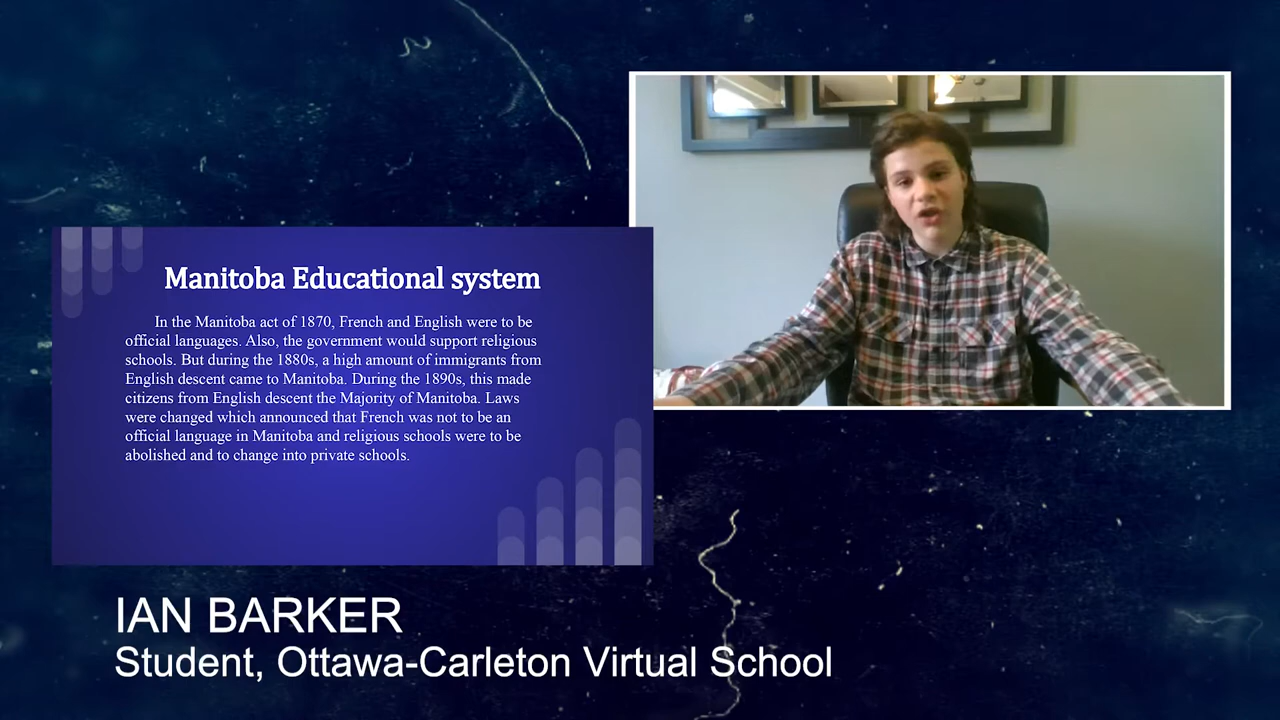 Manitoba Educational system
In the Manitoba act of 1870, French and English were to be
official languages. Also, the government would support religious
schools. But during the 1880s, a high amount of immigrants from
English descent came to Manitoba. During the 1890s, this made
citizens from English descent the Majority of Manitoba. Laws
were changed which announced that French was not to be an
official language in Manitoba and religious schools were to be
abolished and to change into private schools.
IAN BARKER
Student, Ottawa-Carleton Virtual School